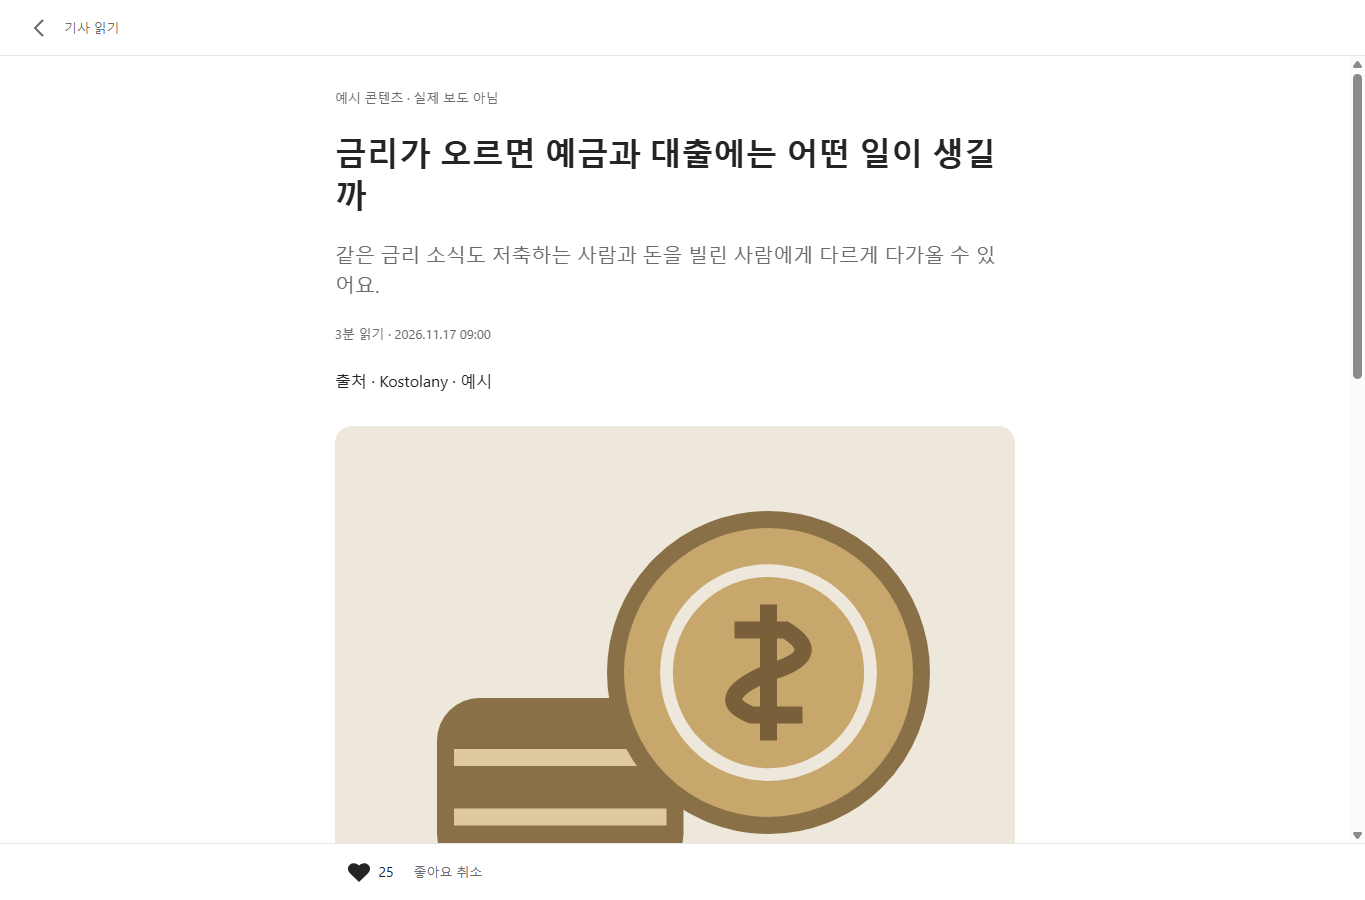 기사 읽기
예시 콘텐츠 · 실제 보도 아님
금리가 오르면 예금과 대출에는 어떤 일이 생길
까
같은 금리 소식도 저축하는 사람과 돈을 빌린 사람에게 다르게 다가올 수 있
어요.
3분 읽기 · 2026.11.17 09:00
출처 · Kostolany · 예시
25 좋아요 취소